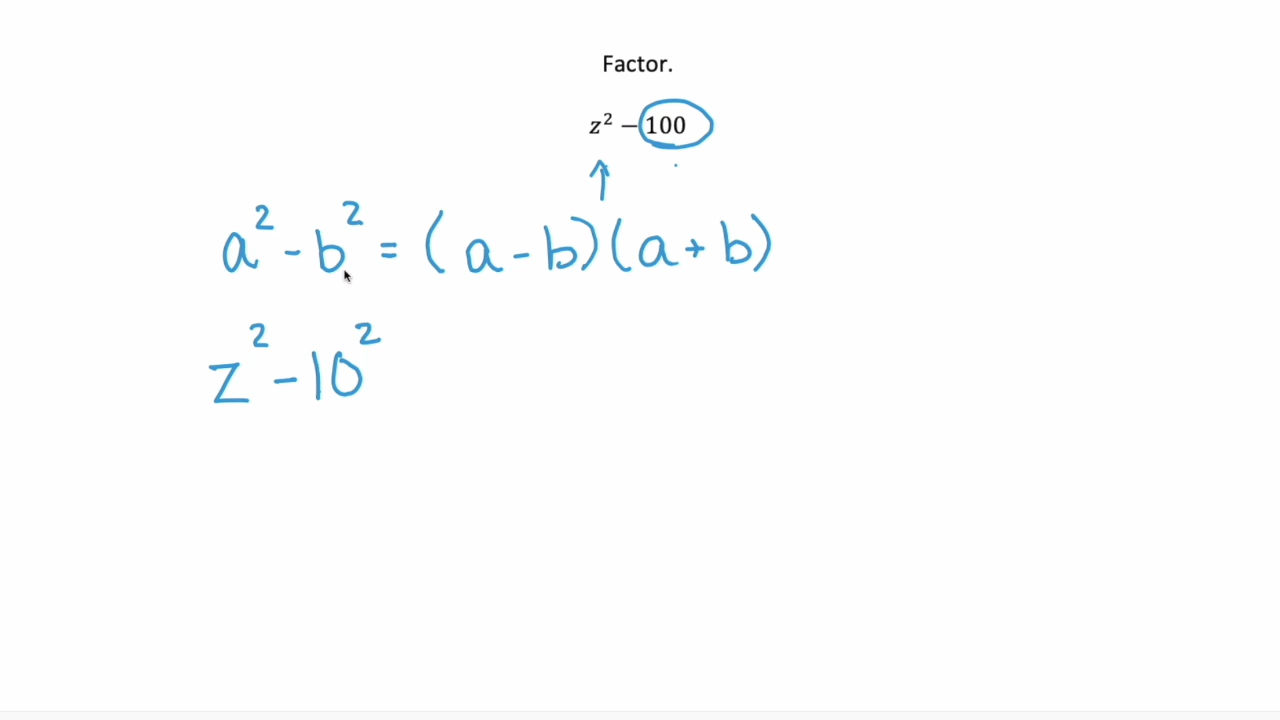 Factor.
z² − 100
a² - b² = (a - b)(a + b)
z² - 10²